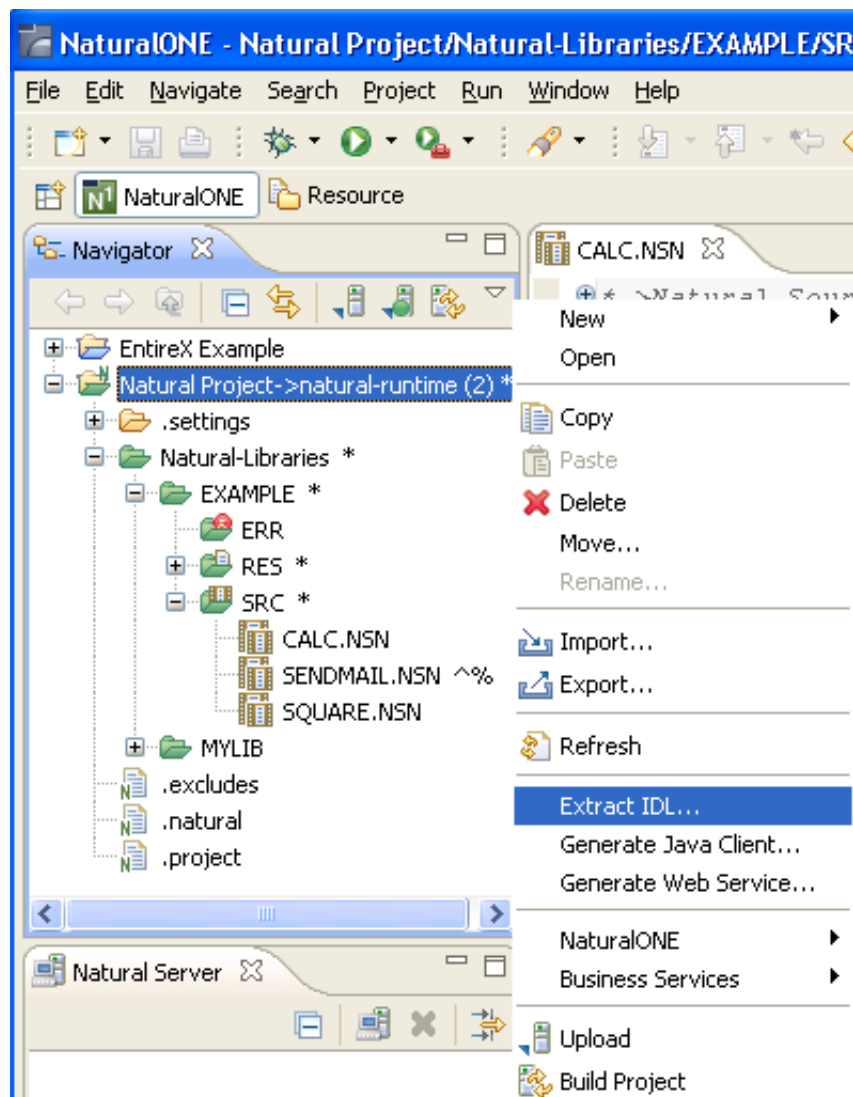 NaturalONE - Natural Project/Natural-Libraries/EXAMPLE/SR
File Edit Navigate Search Project Run Window Help
NaturalONE Resource
Navigator
EntireX Example
Natural Project->natural-runtime (2) *
.settings
Natural-Libraries *
EXAMPLE *
ERR
RES *
SRC *
CALC.NSN
SENDMAIL.NSN ^%
SQUARE.NSN
MYLIB
.excludes
.natural
.project
Natural Server
CALC.NSN
* >Natural Sour
New
Open
Copy
Paste
Delete
Move...
Rename...
Import...
Export...
Refresh
Extract IDL...
Generate Java Client...
Generate Web Service...
NaturalONE
Business Services
Upload
Build Project